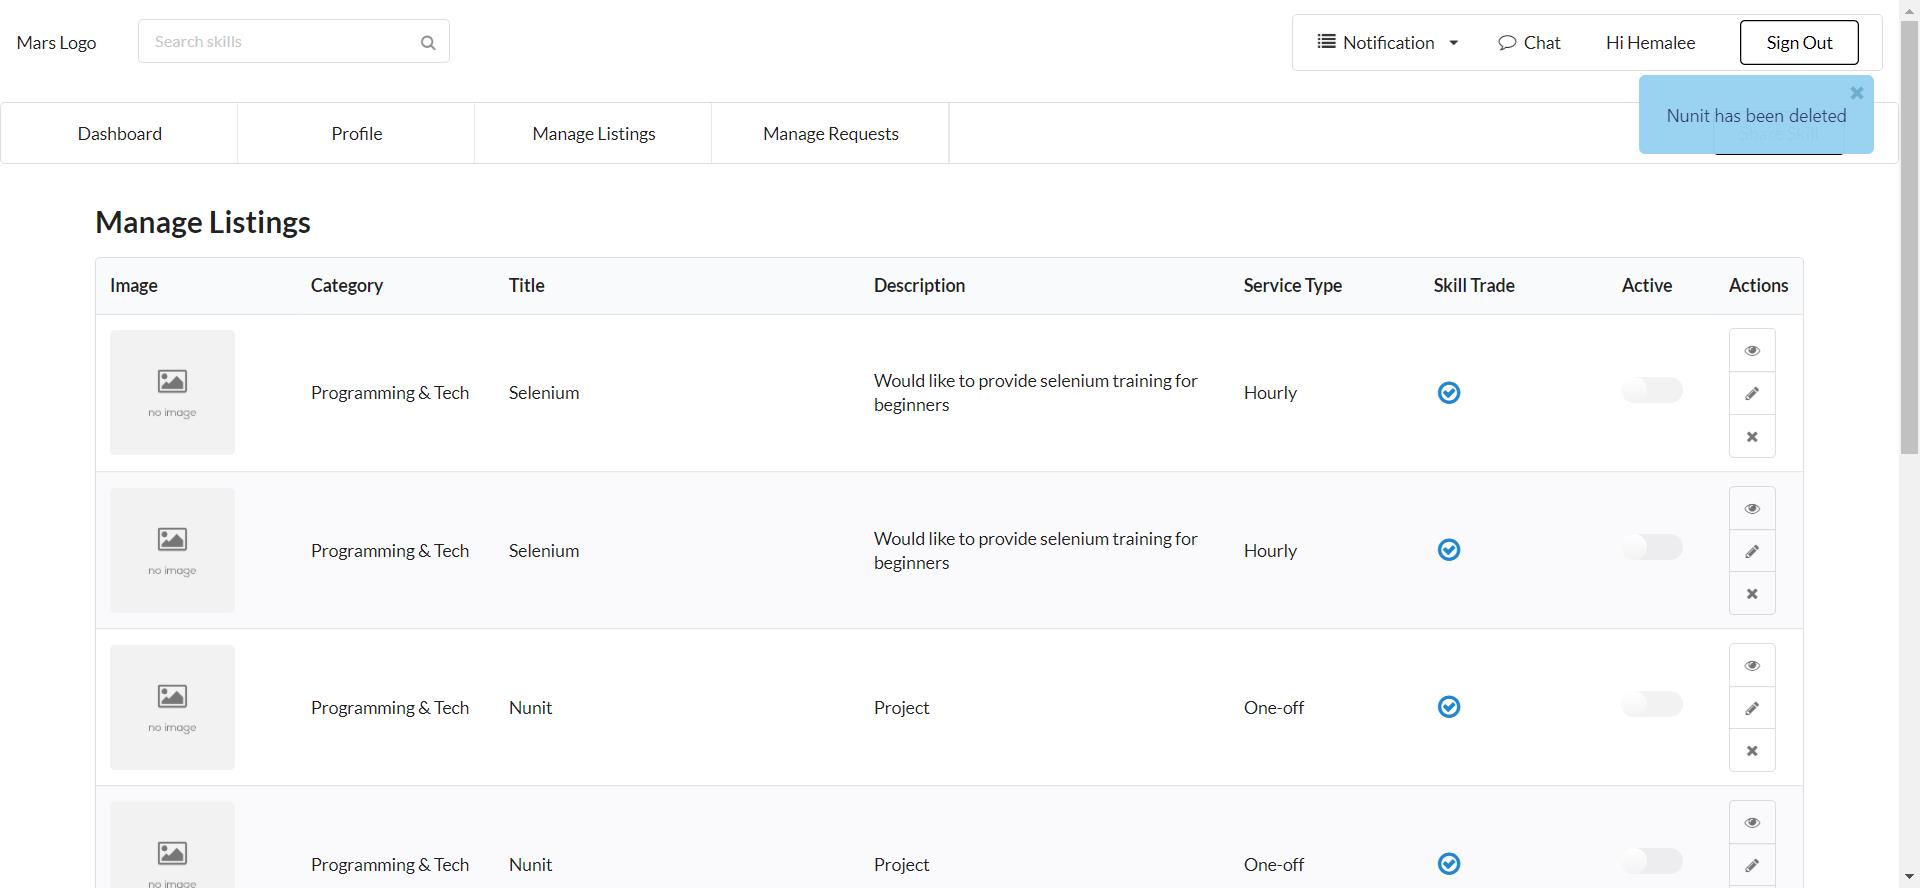 Mars Logo
Search skills
Notification
Chat
Hi Hemalee
Sign Out
Nunit has been deleted
Share Skill
Dashboard
Profile
Manage Listings
Manage Requests
Manage Listings
Image Category Title Description Service Type Skill Trade Active Actions
no image
Programming & Tech
Selenium
Would like to provide selenium training for
beginners
Hourly
no image
Programming & Tech
Selenium
Would like to provide selenium training for
beginners
Hourly
no image
Programming & Tech
Nunit
Project
One-off
no image
Programming & Tech
Nunit
Project
One-off